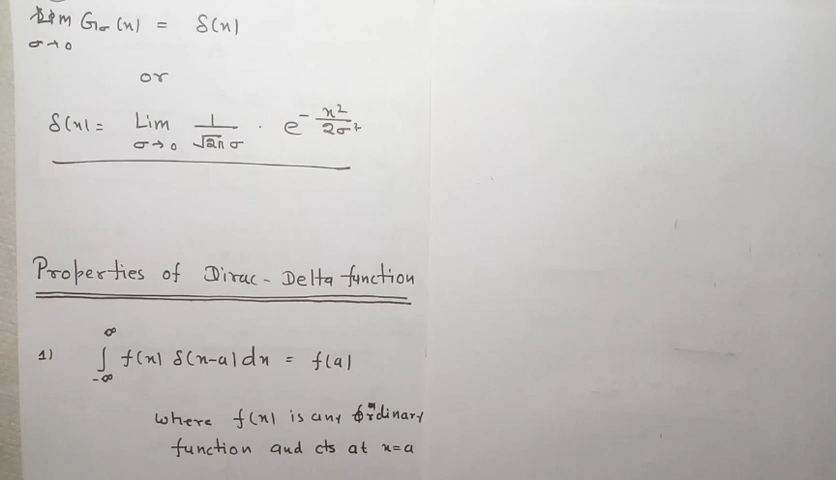 Lim Gσ(x) = δ(x)
σ→0
or
δ(x) = Lim σ→0 1/√2π σ · e^-x²/2σ²
Properties of Dirac-Delta function
1) ∫_-∞^∞ f(x) δ(x-a) dx = f(a)
where f(x) is any ordinary
function and cts at x=a